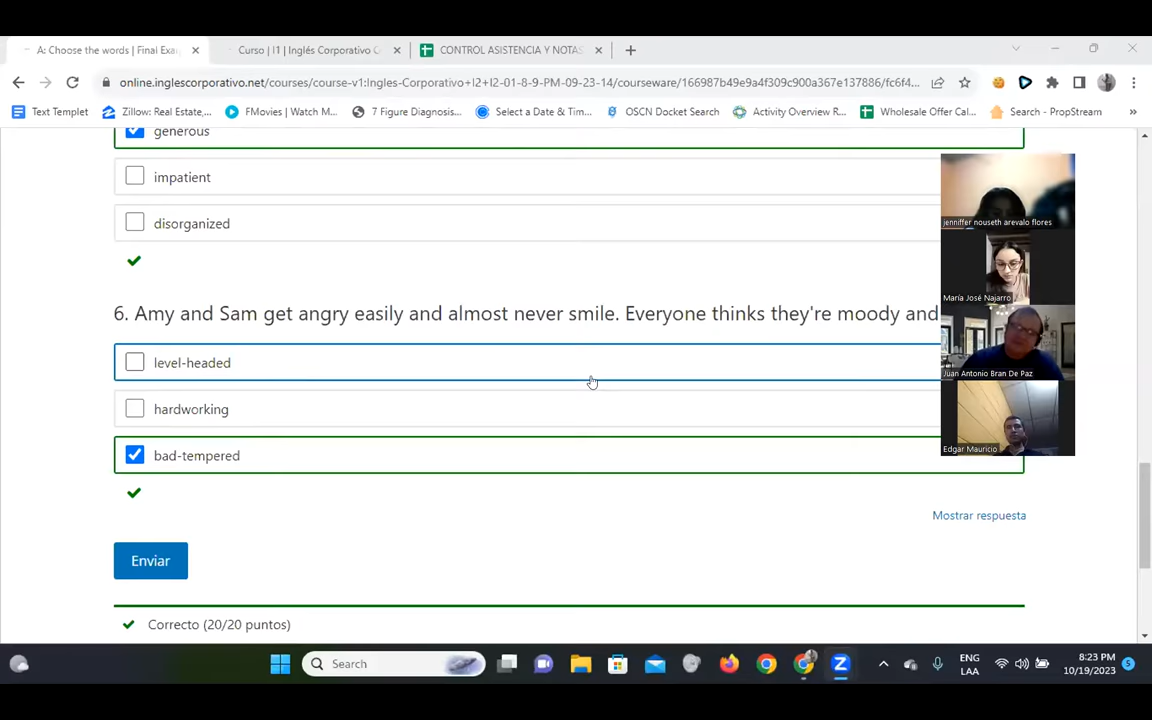 A: Choose the words | Final Exa
Curso | I1 | Inglés Corporativo C
CONTROL ASISTENCIA Y NOTAS
online.inglescorporativo.net/courses/course-v1:Ingles-Corporativo+I2+I2-01-8-9-PM-09-23-14/courseware/166987b49e9a4f309c900a367e137886/fc6f4...
Text Templet
Zillow: Real Estate,...
FMovies | Watch M...
7 Figure Diagnosis...
Select a Date & Tim...
OSCN Docket Search
Activity Overview R...
Wholesale Offer Cal...
Search - PropStream
generous
impatient
disorganized
jenniffer nouseth arevalo flores
María José Najarro
6. Amy and Sam get angry easily and almost never smile. Everyone thinks they're moody and
level-headed
Juan Antonio Bran De Paz
hardworking
Edgar Mauricio
bad-tempered
Mostrar respuesta
Enviar
Correcto (20/20 puntos)
Search
ENG
LAA
8:23 PM
10/19/2023
5